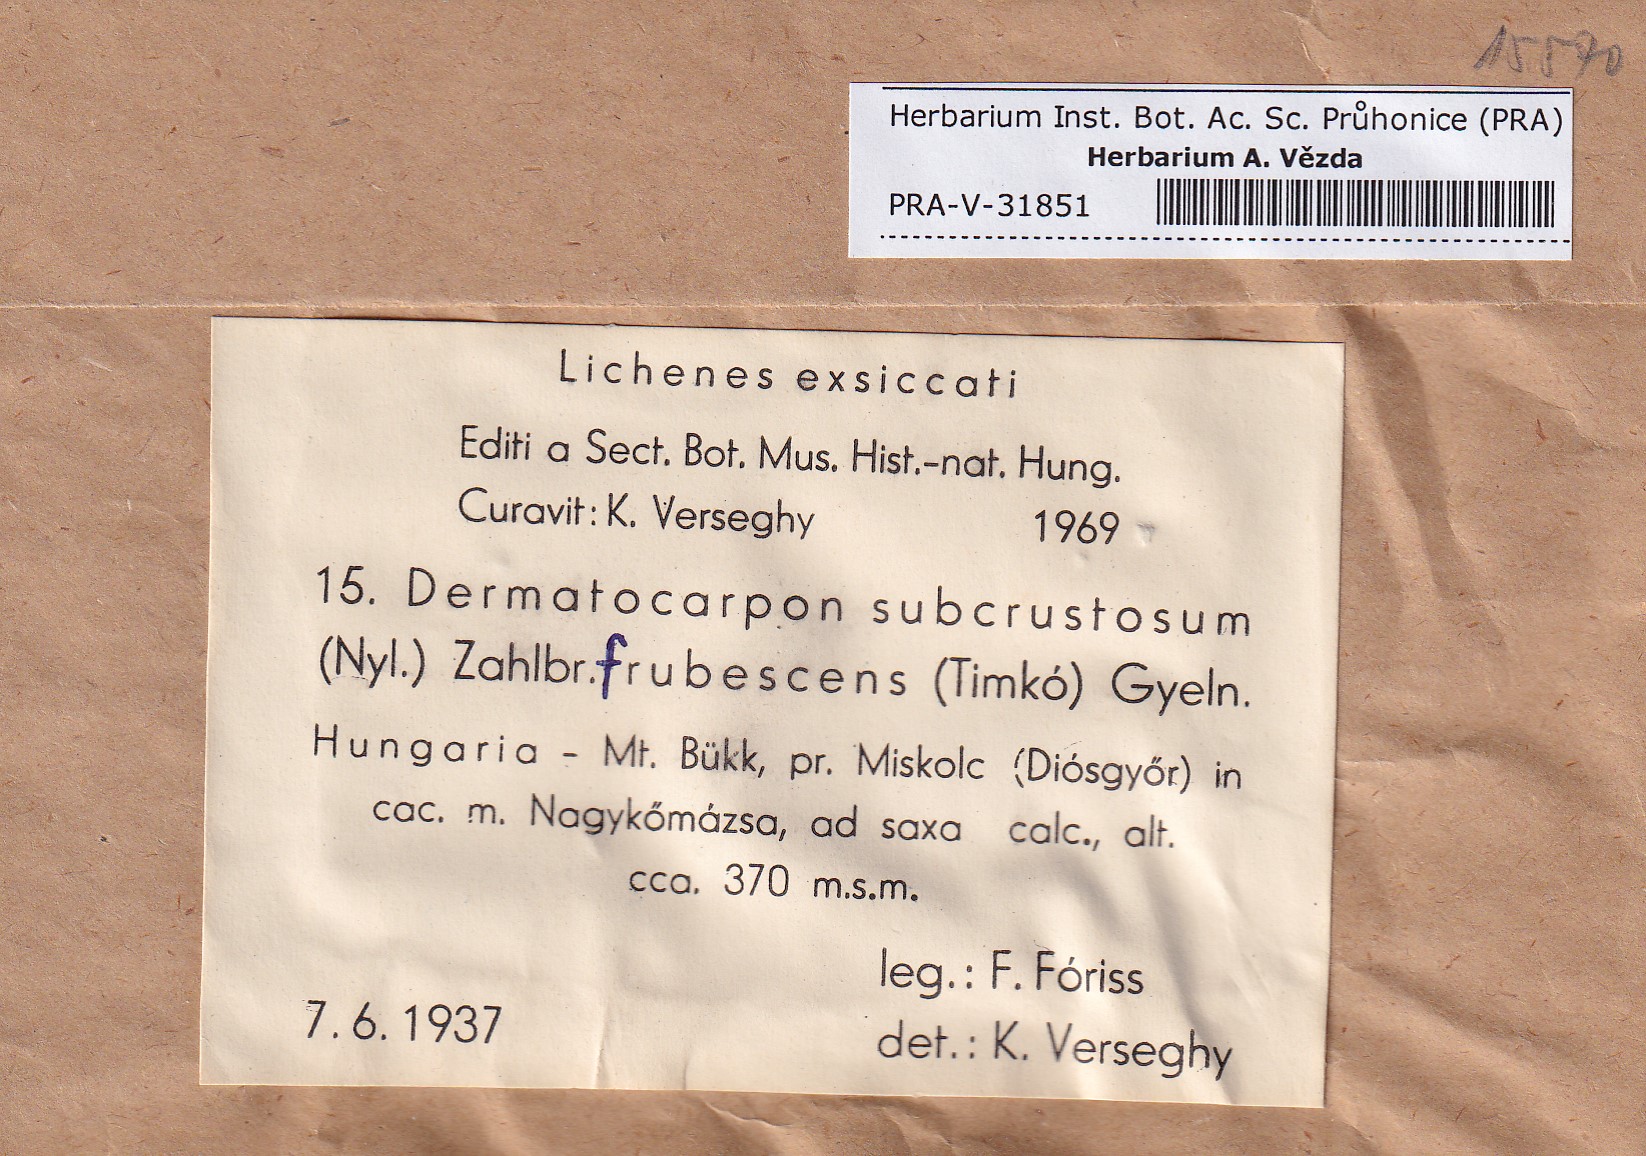 15570
Herbarium Inst. Bot. Ac. Sc. Průhonice (PRA)
Herbarium A. Vězda
PRA-V-31851
Lichenes exsiccati
Editi a Sect. Bot. Mus. Hist.-nat. Hung.
Curavit: K. Verseghy 1969
15. Dermatocarpon subcrustosum
(Nyl.) Zahlbr. f rubescens (Timkó) Gyeln.
Hungaria - Mt. Bükk, pr. Miskolc (Diósgyőr) in
cac. m. Nagykőmázsa, ad saxa calc., alt.
cca. 370 m.s.m.
leg.: F. Fóriss
7. 6. 1937
det.: K. Verseghy